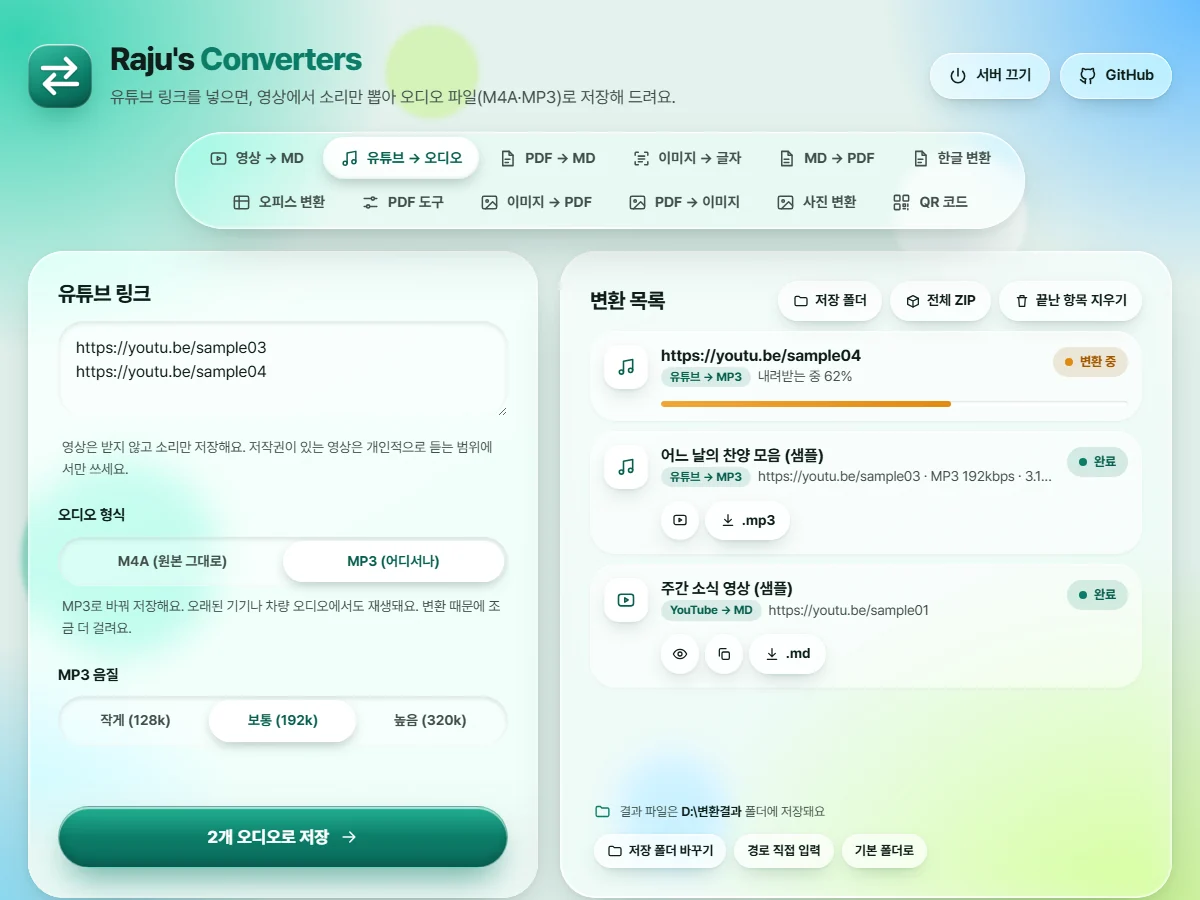 Raju's Converters
유튜브 링크를 넣으면, 영상에서 소리만 뽑아 오디오 파일(M4A·MP3)로 저장해 드려요.
서버 끄기
GitHub
영상 → MD
유튜브 → 오디오
PDF → MD
이미지 → 글자
MD → PDF
한글 변환
오피스 변환
PDF 도구
이미지 → PDF
PDF → 이미지
사진 변환
QR 코드
유튜브 링크
https://youtu.be/sample03
https://youtu.be/sample04
영상은 받지 않고 소리만 저장해요. 저작권이 있는 영상은 개인적으로 듣는 범위에
서만 쓰세요.
오디오 형식
M4A (원본 그대로)
MP3 (어디서나)
MP3로 바꿔 저장해요. 오래된 기기나 차량 오디오에서도 재생돼요. 변환 때문에 조
금 더 걸려요.
MP3 음질
작게 (128k)
보통 (192k)
높음 (320k)
2개 오디오로 저장 →
변환 목록
저장 폴더
전체 ZIP
끝난 항목 지우기
https://youtu.be/sample04
유튜브 → MP3 내려받는 중 62%
변환 중
어느 날의 찬양 모음 (샘플)
유튜브 → MP3 https://youtu.be/sample03 · MP3 192kbps · 3.1...
완료
.mp3
주간 소식 영상 (샘플)
YouTube → MD https://youtu.be/sample01
완료
.md
결과 파일은 D:\변환결과 폴더에 저장돼요
저장 폴더 바꾸기
경로 직접 입력
기본 폴더로